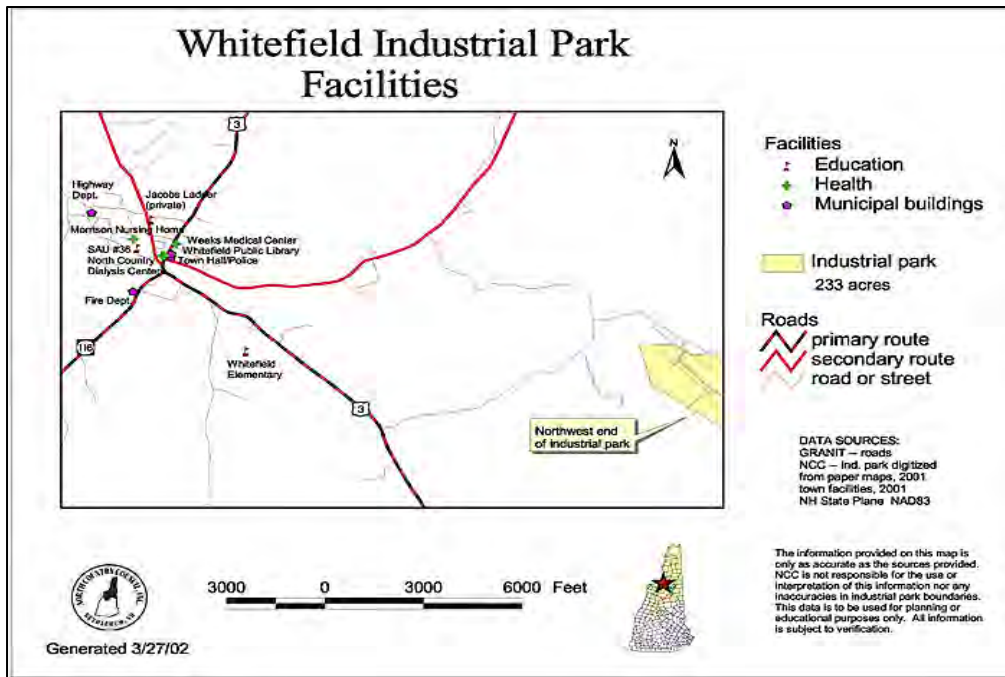 Whitefield Industrial Park
Facilities
3
N
Highway
Dept.
Jacobs Ladder
(private)
Morrison Nursing Home
Weeks Medical Center
SAU #36
Whitefield Public Library
North Country
Town Hall/Police
Dialysis Center
Fire Dept.
116
Whitefield
Elementary
3
Northwest end
of industrial park
Facilities
Education
Health
Municipal buildings
Industrial park
233 acres
Roads
primary route
secondary route
road or street
DATA SOURCES:
GRANIT – roads
NCC – Ind. park digitized
from paper maps, 2001
town facilities, 2001
NH State Plane NAD83
NORTH COUNTRY COUNCIL, INC.
BETHLEHEM, NH
Generated 3/27/02
3000 0 3000 6000 Feet
The information provided on this map is
only as accurate as the sources provided.
NCC is not responsible for the use or
interpretation of this information nor any
inaccuracies in industrial park boundaries.
This data is to be used for planning or
educational purposes only. All information
is subject to verification.